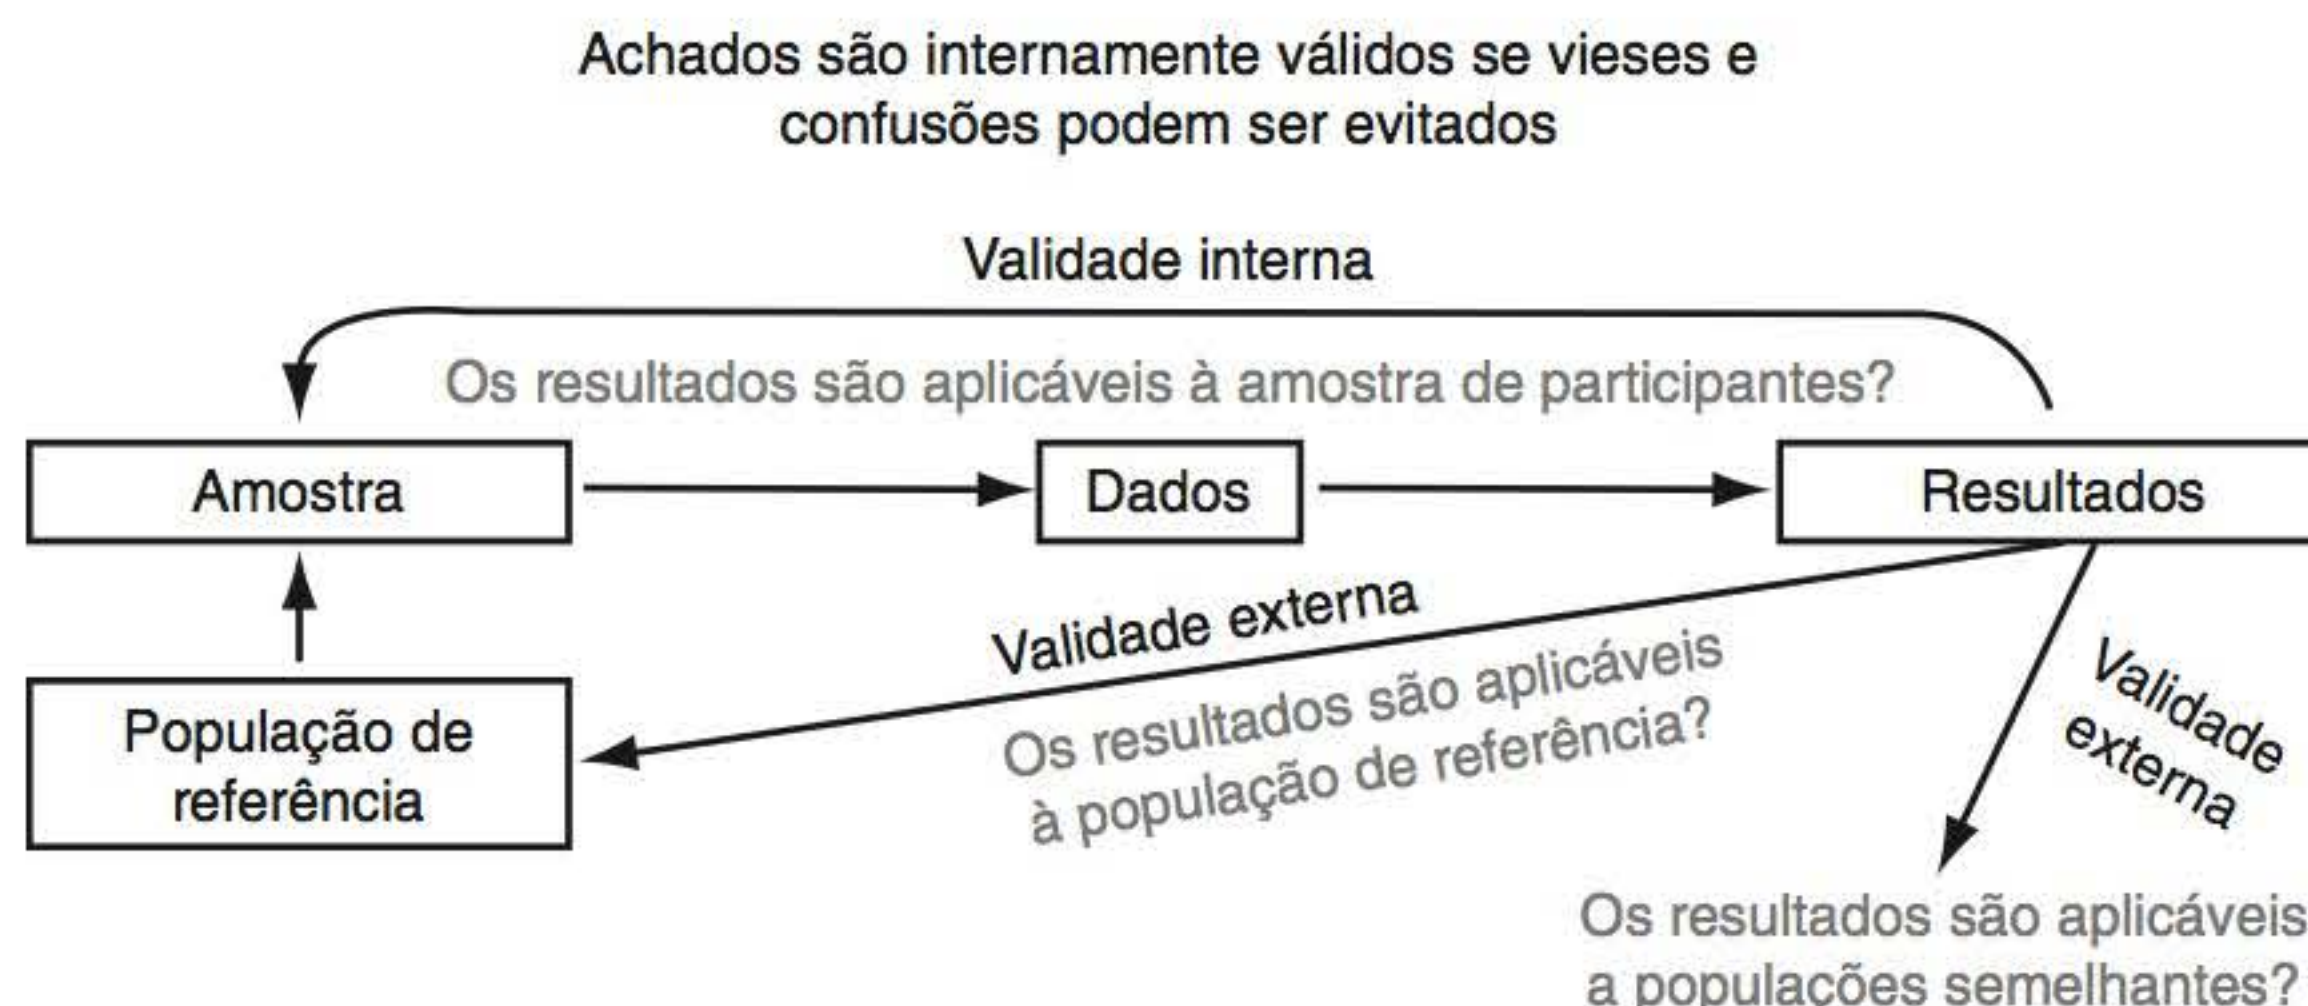 Achados são internamente válidos se vieses e
confusões podem ser evitados
Validade interna
Os resultados são aplicáveis à amostra de participantes?
Amostra
Dados
Resultados
Validade externa
Os resultados são aplicáveis
à população de referência?
População de
referência
Validade
externa
Os resultados são aplicáveis
a populações semelhantes?